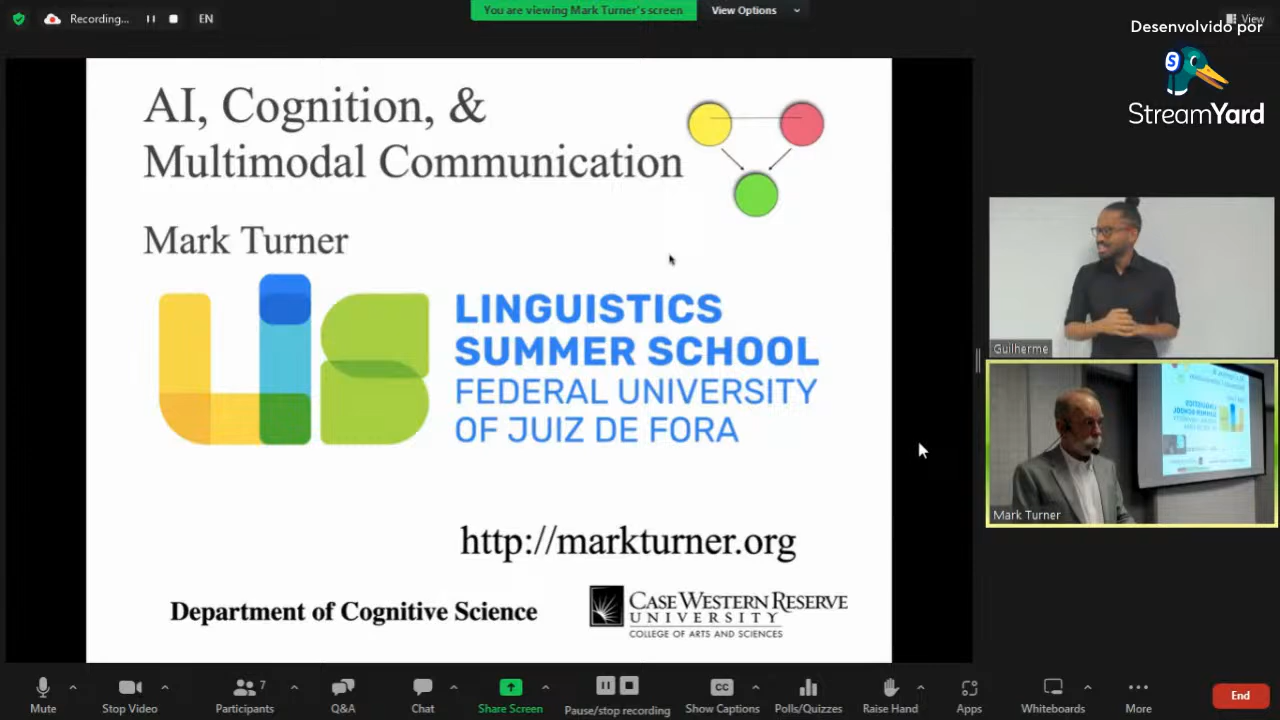 Recording...
EN
You are viewing Mark Turner's screen
View Options
View
Desenvolvido por
S
StreamYard
AI, Cognition, &
Multimodal Communication
Mark Turner
LINGUISTICS
SUMMER SCHOOL
FEDERAL UNIVERSITY
OF JUIZ DE FORA
http://markturner.org
Department of Cognitive Science
CASE WESTERN RESERVE
UNIVERSITY
COLLEGE OF ARTS AND SCIENCES
Guilherme
Mark Turner
7
CC
Mute
Stop Video
Participants
Q&A
Chat
Share Screen
Pause/stop recording
Show Captions
Polls/Quizzes
Raise Hand
Apps
Whiteboards
More
End